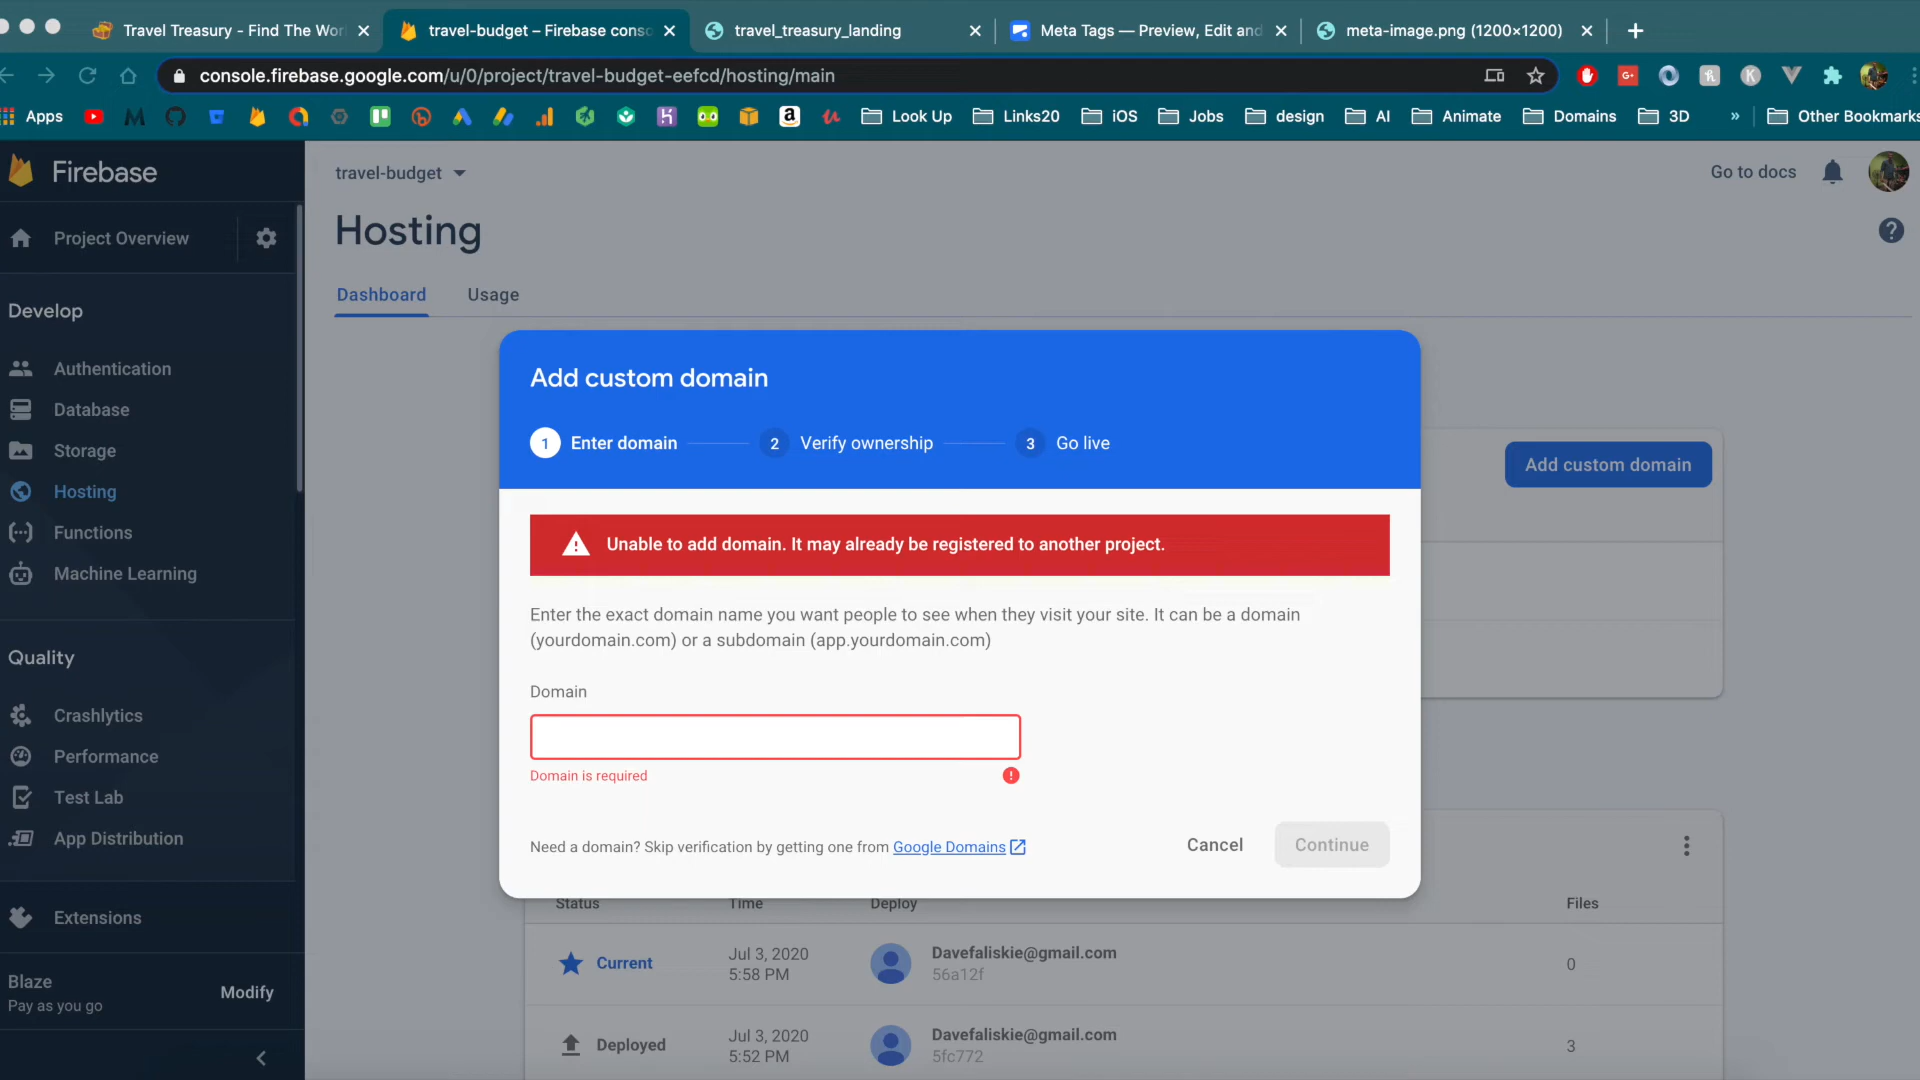 Travel Treasury - Find The Wor
travel-budget – Firebase conso
travel_treasury_landing
Meta Tags — Preview, Edit and
meta-image.png (1200×1200)
console.firebase.google.com/u/0/project/travel-budget-eefcd/hosting/main
Apps
Look Up
Links20
iOS
Jobs
design
AI
Animate
Domains
3D
»
Other Bookmarks
Firebase
travel-budget
Go to docs
Hosting
Project Overview
Dashboard
Usage
Develop
Authentication
Database
Storage
Hosting
Functions
Machine Learning
Quality
Crashlytics
Performance
Test Lab
App Distribution
Extensions
Blaze
Pay as you go
Modify
Add custom domain
1 Enter domain
2 Verify ownership
3 Go live
Add custom domain
Unable to add domain. It may already be registered to another project.
Enter the exact domain name you want people to see when they visit your site. It can be a domain
(yourdomain.com) or a subdomain (app.yourdomain.com)
Domain
Domain is required
Need a domain? Skip verification by getting one from Google Domains
Cancel
Continue
Status
Time
Deploy
Files
Current
Jul 3, 2020
5:58 PM
Davefaliskie@gmail.com
56a12f
0
Deployed
Jul 3, 2020
5:52 PM
Davefaliskie@gmail.com
5fc772
3